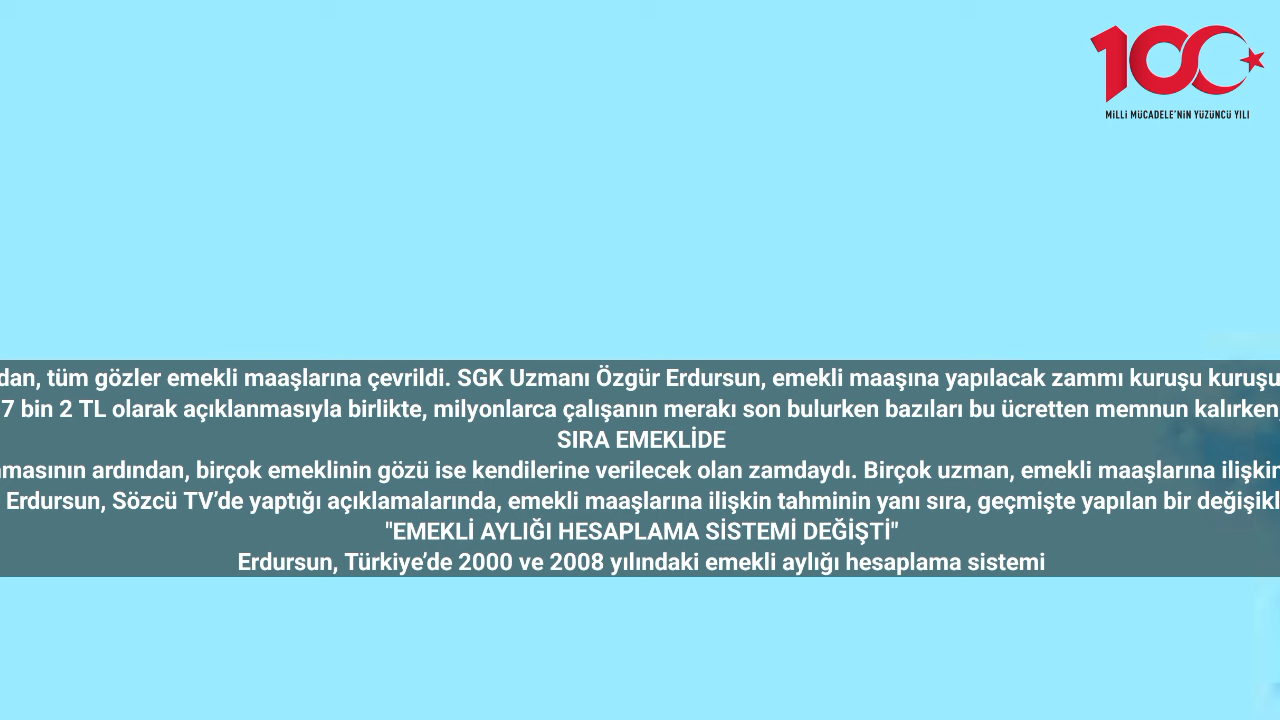 100
MİLLİ MÜCADELE'NİN YÜZÜNCÜ YILI
dan, tüm gözler emekli maaşlarına çevrildi. SGK Uzmanı Özgür Erdursun, emekli maaşına yapılacak zammı kuruşu kuruşu
7 bin 2 TL olarak açıklanmasıyla birlikte, milyonlarca çalışanın merakı son bulurken bazıları bu ücretten memnun kalırken,
SIRA EMEKLİDE
masının ardından, birçok emeklinin gözü ise kendilerine verilecek olan zamdaydı. Birçok uzman, emekli maaşlarına ilişkin
Erdursun, Sözcü TV’de yaptığı açıklamalarında, emekli maaşlarına ilişkin tahminin yanı sıra, geçmişte yapılan bir değişikl
"EMEKLİ AYLIĞI HESAPLAMA SİSTEMİ DEĞİŞTİ"
Erdursun, Türkiye’de 2000 ve 2008 yılındaki emekli aylığı hesaplama sistemi